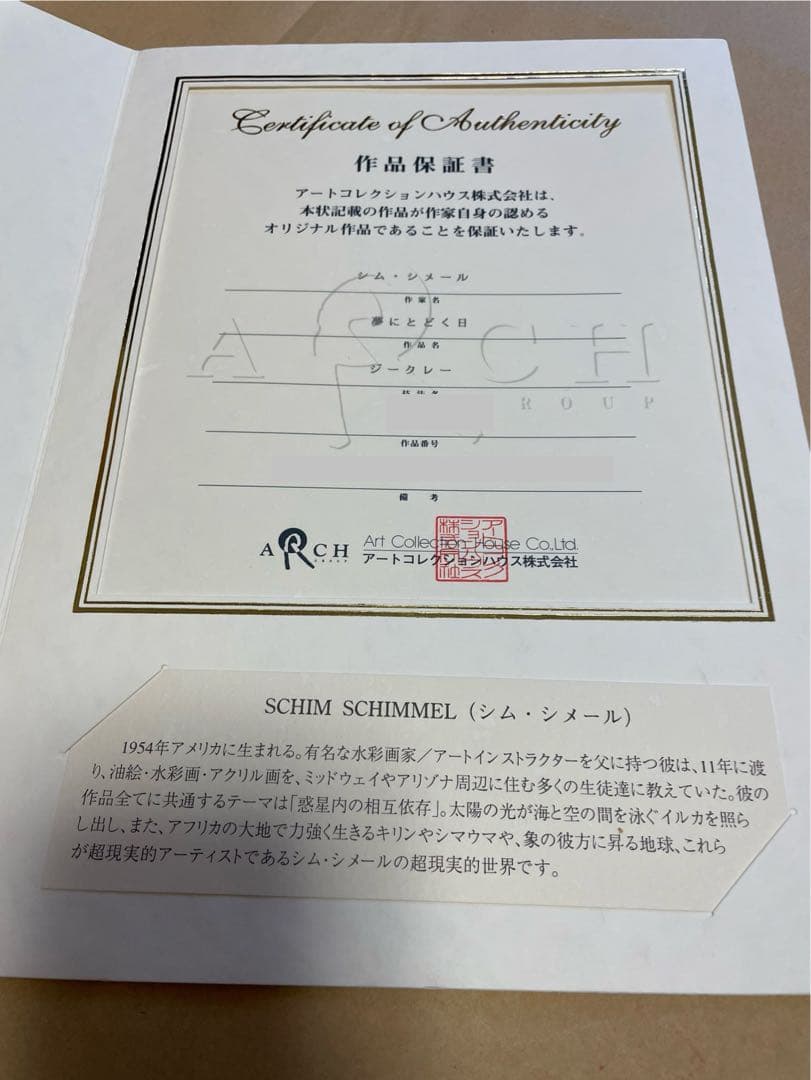 Certificate of Authenticity
作品保証書
アートコレクションハウス株式会社は、
本状記載の作品が作家自身の認める
オリジナル作品であることを保証いたします。
シム・シメール
作家名
夢にとどく日
作品名
ジークレー
作品番号
備考
ARCH
GROUP
ARCH
GROUP
Art Collection House Co.,Ltd.
アートコレクションハウス株式会社
SCHIM SCHIMMEL (シム・シメール)
1954年アメリカに生まれる。有名な水彩画家／アートインストラクターを父に持つ彼は、11年に渡
り、油絵・水彩画・アクリル画を、ミッドウェイやアリゾナ周辺に住む多くの生徒達に教えていた。彼の
作品全てに共通するテーマは「惑星内の相互依存」。太陽の光が海と空の間を泳ぐイルカを照ら
し出し、また、アフリカの大地で力強く生きるキリンやシマウマや、象の彼方に昇る地球、これら
が超現実的アーティストであるシム・シメールの超現実的世界です。